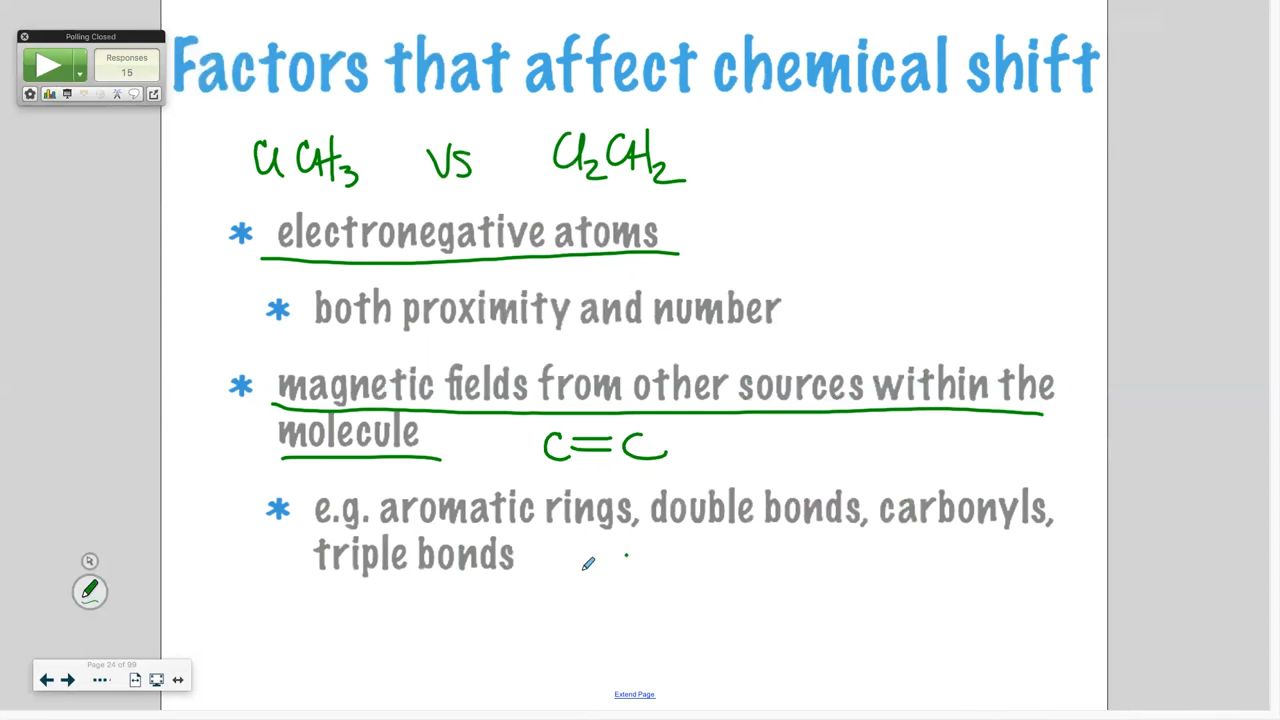 Polling Closed
Responses
15
Factors that affect chemical shift
ClCH3 vs Cl2CH2
* electronegative atoms
* both proximity and number
* magnetic fields from other sources within the
molecule C=C
* e.g. aromatic rings, double bonds, carbonyls,
triple bonds
Page 24 of 99
Extend Page